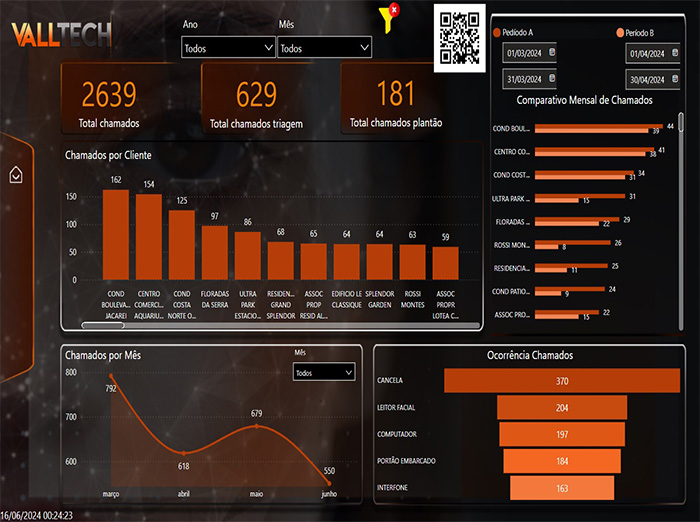 VALLTECH
Ano
Todos
Mês
Todos
2639
Total chamados
629
Total chamados triagem
181
Total chamados plantão
Pediodo A
Período B
01/03/2024
01/04/2024
31/03/2024
30/04/2024
Comparativo Mensal de Chamados
COND BOUL... 44 39
CENTRO CO... 41 38
COND COST... 34 31
ULTRA PARK ... 31 15
FLORADAS ... 29 22
ROSSI MON... 26 8
RESIDENCIA... 25 11
COND PATIO... 24 9
ASSOC PRO... 22 15
Chamados por Cliente
150
100
50
0
162 154 125 97 86 68 65 64 64 63 59
COND BOULEVA... JACAREI
CENTRO COMERCI... AQUARIU...
COND COSTA NORTE O...
FLORADAS DA SERRA
ULTRA PARK ESTACIO...
RESIDEN... GRAND SPLENDOR
ASSOC PROP RESID AL...
EDIFICIO LE CLASSIQUE
SPLENDOR GARDEN
ROSSI MONTES
ASSOC PROPR LOTEA C...
Chamados por Mês
Mês
Todos
800
700
600
792
618
679
550
março abril maio junho
Ocorrência Chamados
CANCELA 370
LEITOR FACIAL 204
COMPUTADOR 197
PORTÃO EMBARCADO 184
INTERFONE 163
16/06/2024 00:24:23